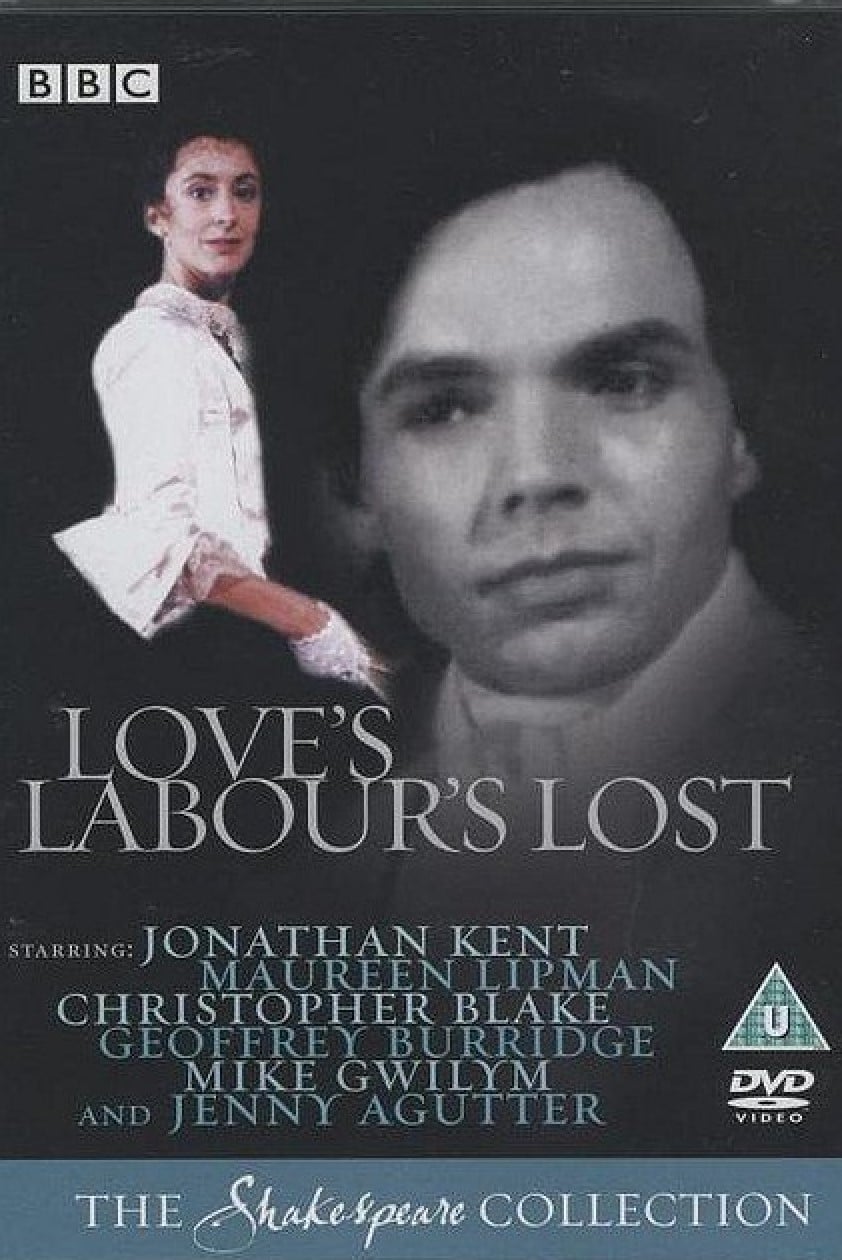 BBC
LOVE'S
LABOUR'S LOST
STARRING: JONATHAN KENT
MAUREEN LIPMAN
CHRISTOPHER BLAKE
GEOFFREY BURRIDGE
MIKE GWILYM
AND JENNY AGUTTER
U
DVD
VIDEO
THE Shakespeare COLLECTION